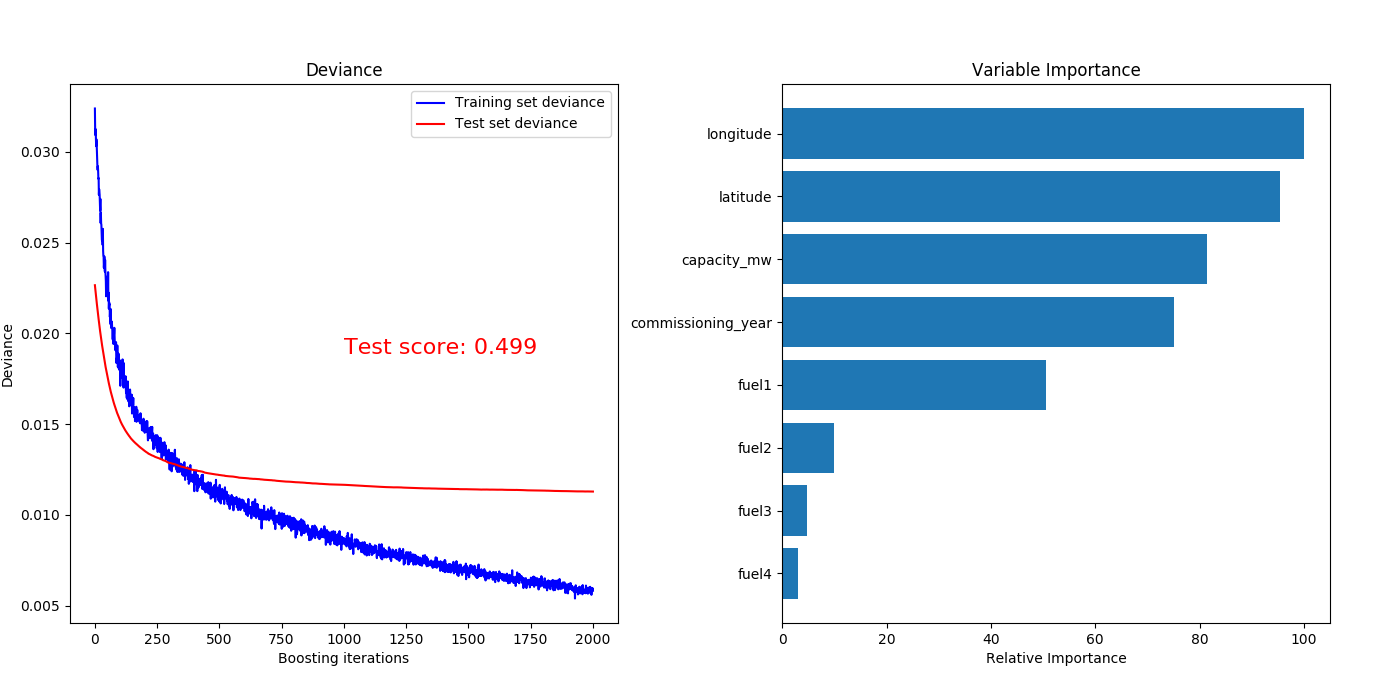 Deviance
Training set deviance
Test set deviance
0.030
0.025
0.020
0.015
0.010
0.005
Deviance
Test score: 0.499
0 250 500 750 1000 1250 1500 1750 2000
Boosting iterations
Variable Importance
longitude
latitude
capacity_mw
commissioning_year
fuel1
fuel2
fuel3
fuel4
0 20 40 60 80 100
Relative Importance